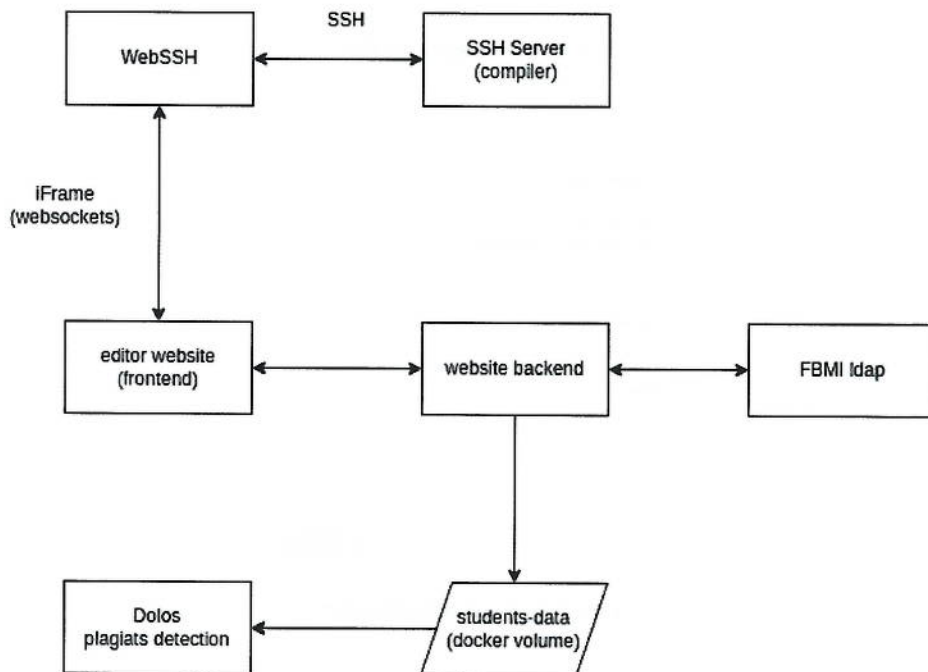 SSH
WebSSH
SSH Server
(compiler)
iFrame
(websockets)
editor website
(frontend)
website backend
FBMI ldap
Dolos
plagiats detection
students-data
(docker volume)